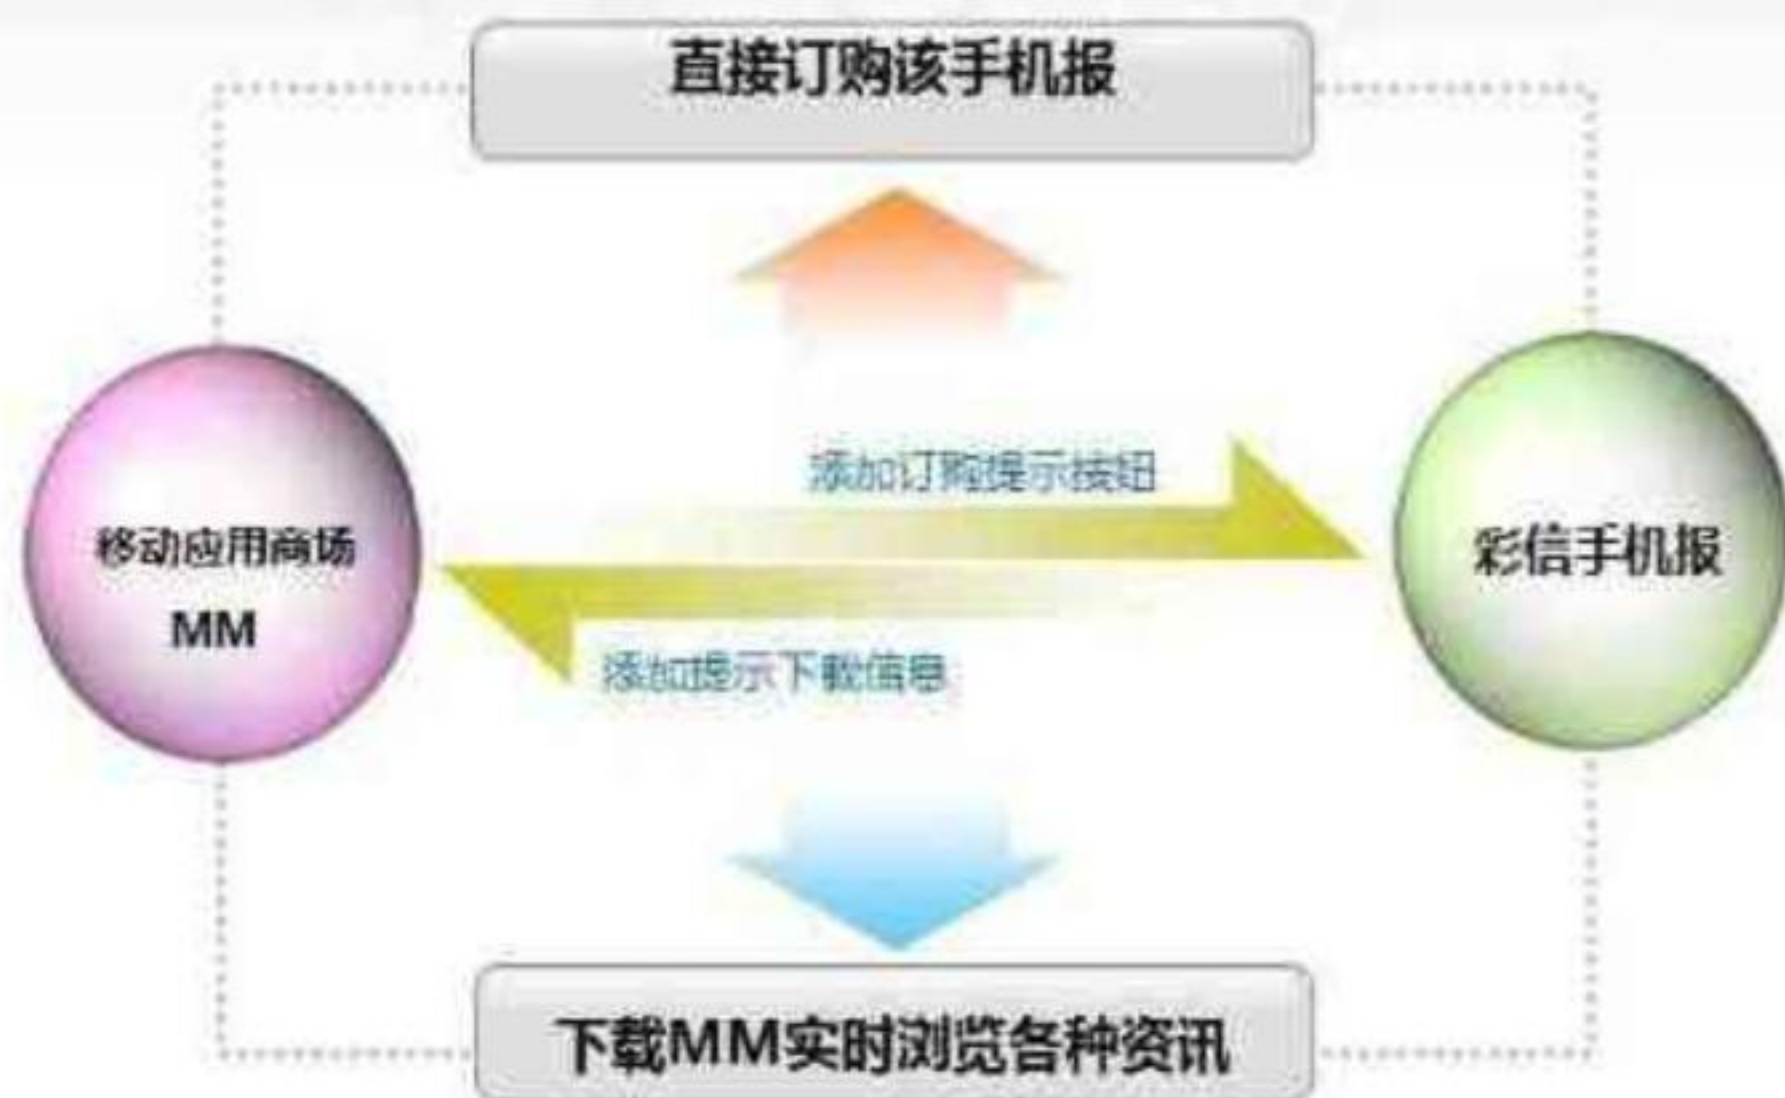 直接订购该手机报
添加订购提示按钮
移动应用商场
MM
彩信手机报
添加提示下载信息
下载MM实时浏览各种资讯